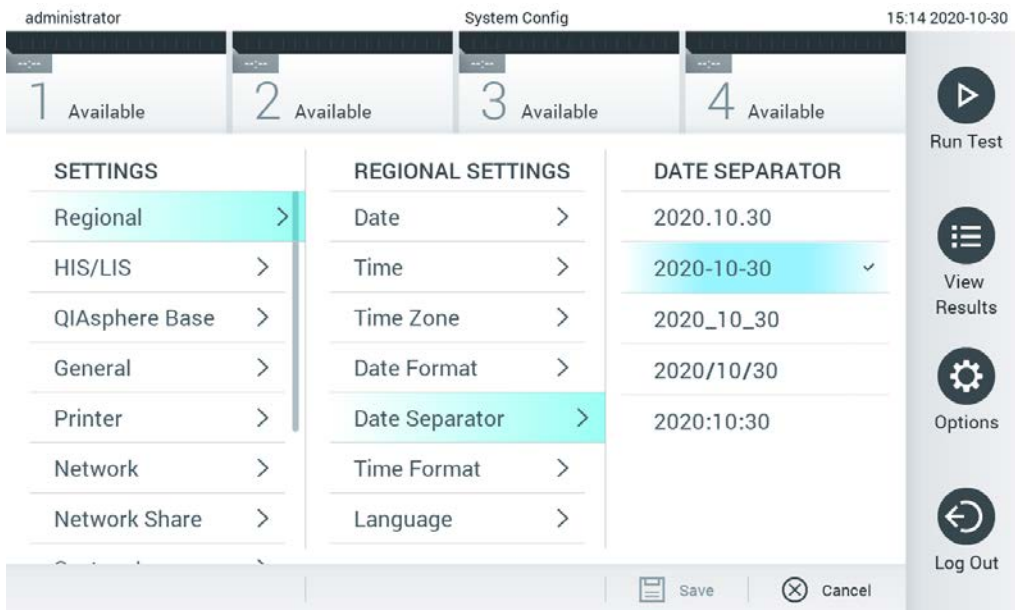 administrator System Config 15:14 2020-10-30
--:-- --:-- --:-- --:--
1 Available 2 Available 3 Available 4 Available
Run Test
SETTINGS REGIONAL SETTINGS DATE SEPARATOR
Regional Date 2020.10.30
HIS/LIS Time 2020-10-30
View
Results
QIAsphere Base Time Zone 2020_10_30
General Date Format 2020/10/30
Printer Date Separator 2020:10:30
Options
Network Time Format
Network Share Language
Log Out
Save Cancel